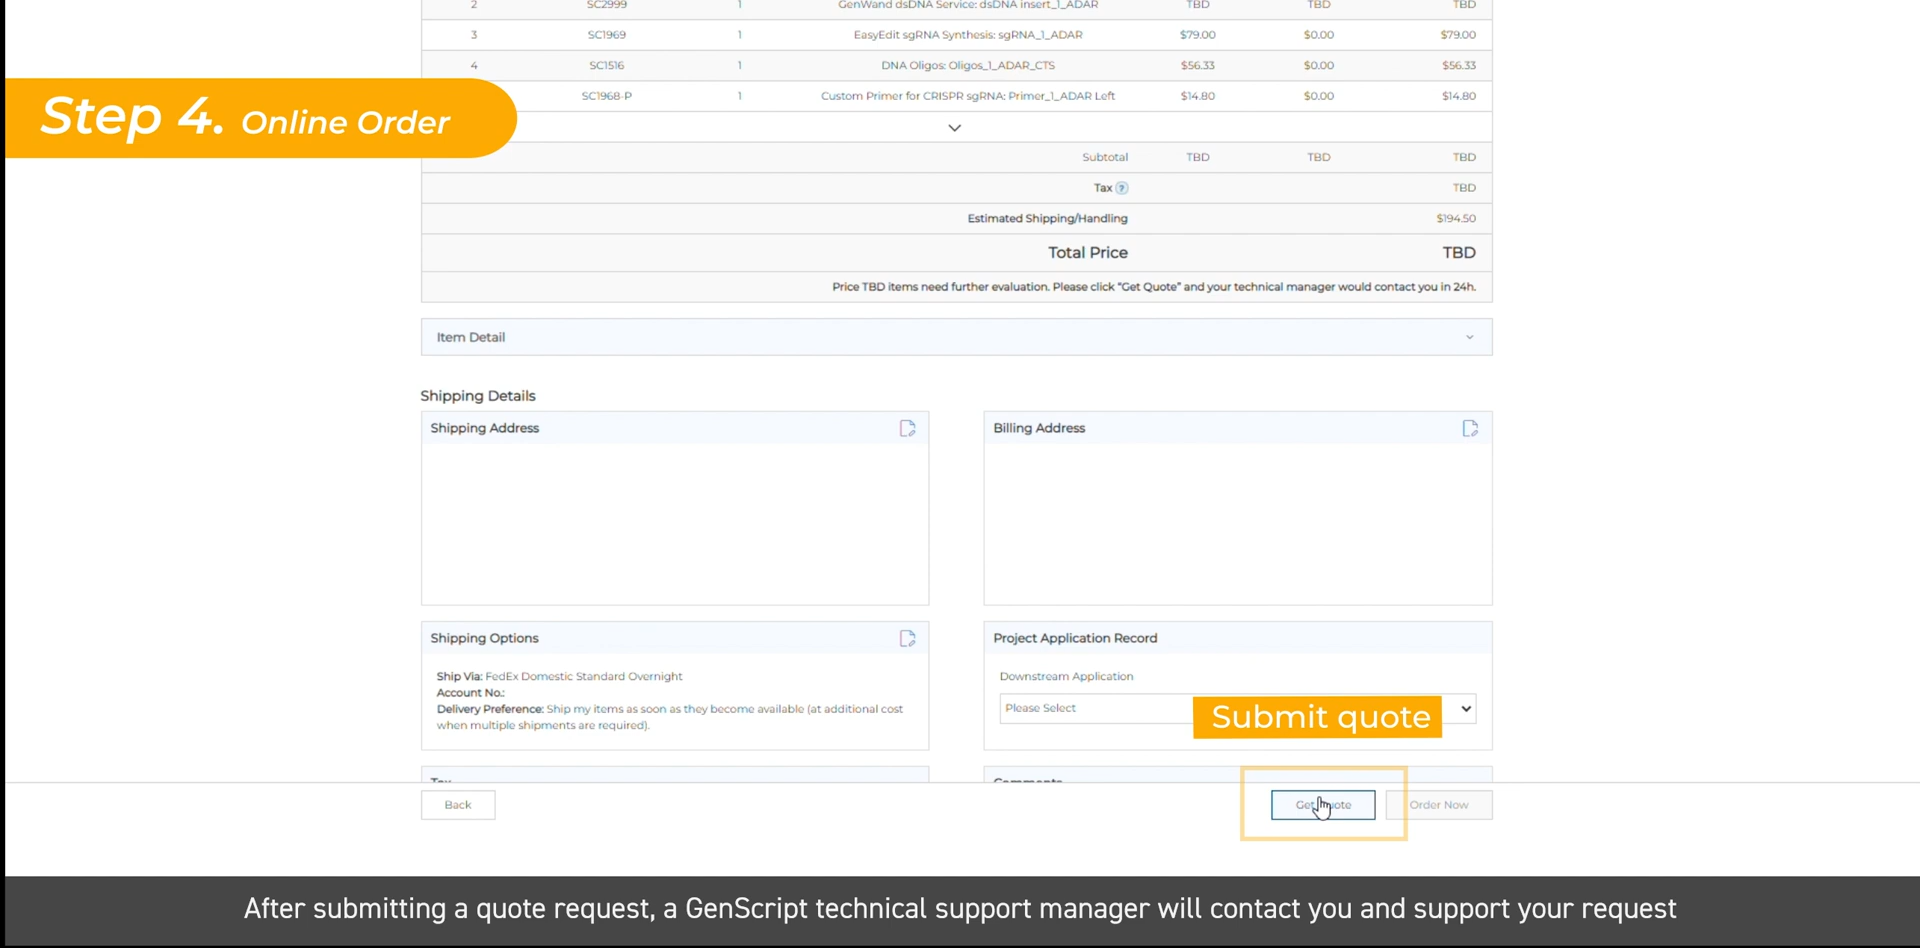 2 SC2999 1 GenWand dsDNA Service: dsDNA insert_1_ADAR TBD TBD TBD
3 SC1969 1 EasyEdit sgRNA Synthesis: sgRNA_1_ADAR $79.00 $0.00 $79.00
4 SC1516 1 DNA Oligos: Oligos_1_ADAR_CTS $56.33 $0.00 $56.33
SC1968-P 1 Custom Primer for CRISPR sgRNA: Primer_1_ADAR Left $14.80 $0.00 $14.80
Step 4. Online Order
Subtotal TBD TBD TBD
Tax ? TBD
Estimated Shipping/Handling $194.50
Total Price TBD
Price TBD items need further evaluation. Please click "Get Quote" and your technical manager would contact you in 24h.
Item Detail
Shipping Details
Shipping Address
Billing Address
Shipping Options
Ship Via: FedEx Domestic Standard Overnight
Account No.:
Delivery Preference: Ship my items as soon as they become available (at additional cost
when multiple shipments are required).
Project Application Record
Downstream Application
Please Select
Submit quote
Tax
Comments
Back
Get Quote
Order Now
After submitting a quote request, a GenScript technical support manager will contact you and support your request